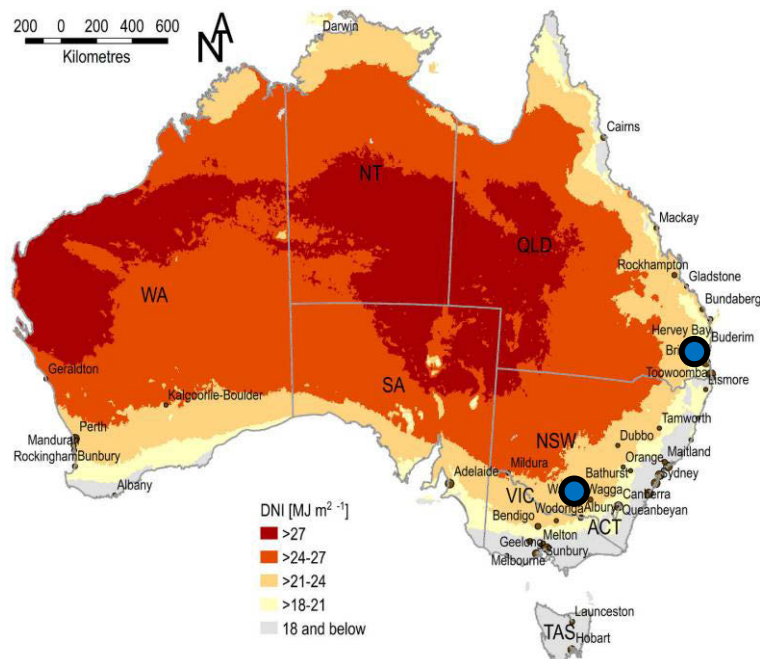 200 0 200 400 600
Kilometres
N
Darwin
Cairns
NT
Mackay
QLD
Rockhampton
Gladstone
WA
Bundaberg
Hervey Bay
Buderim
Geraldton
Toowoomba
Lismore
SA
Kalgoorlie-Boulder
Tamworth
Perth
NSW
Dubbo
Maitland
Mandurah
Orange
Rockingham
Bunbury
Mildura
Bathurst
Sydney
Adelaide
Wagga
Albany
VIC
Canberra
DNI [MJ m² ⁻¹]
Wodonga
Albury
Queanbeyan
Bendigo
ACT
>27
Melton
>24-27
Geelong
Sunbury
>21-24
Melbourne
>18-21
Launceston
18 and below
TAS
Hobart